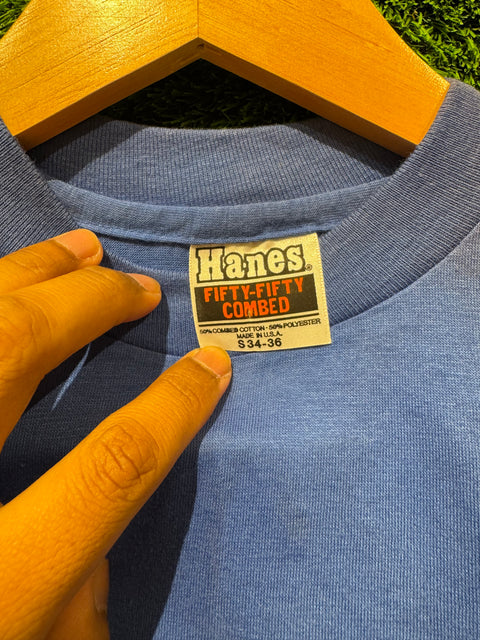 Hanes®
FIFTY-FIFTY
COMBED
50% COMBED COTTON · 50% POLYESTER
MADE IN U.S.A.
S 34-36